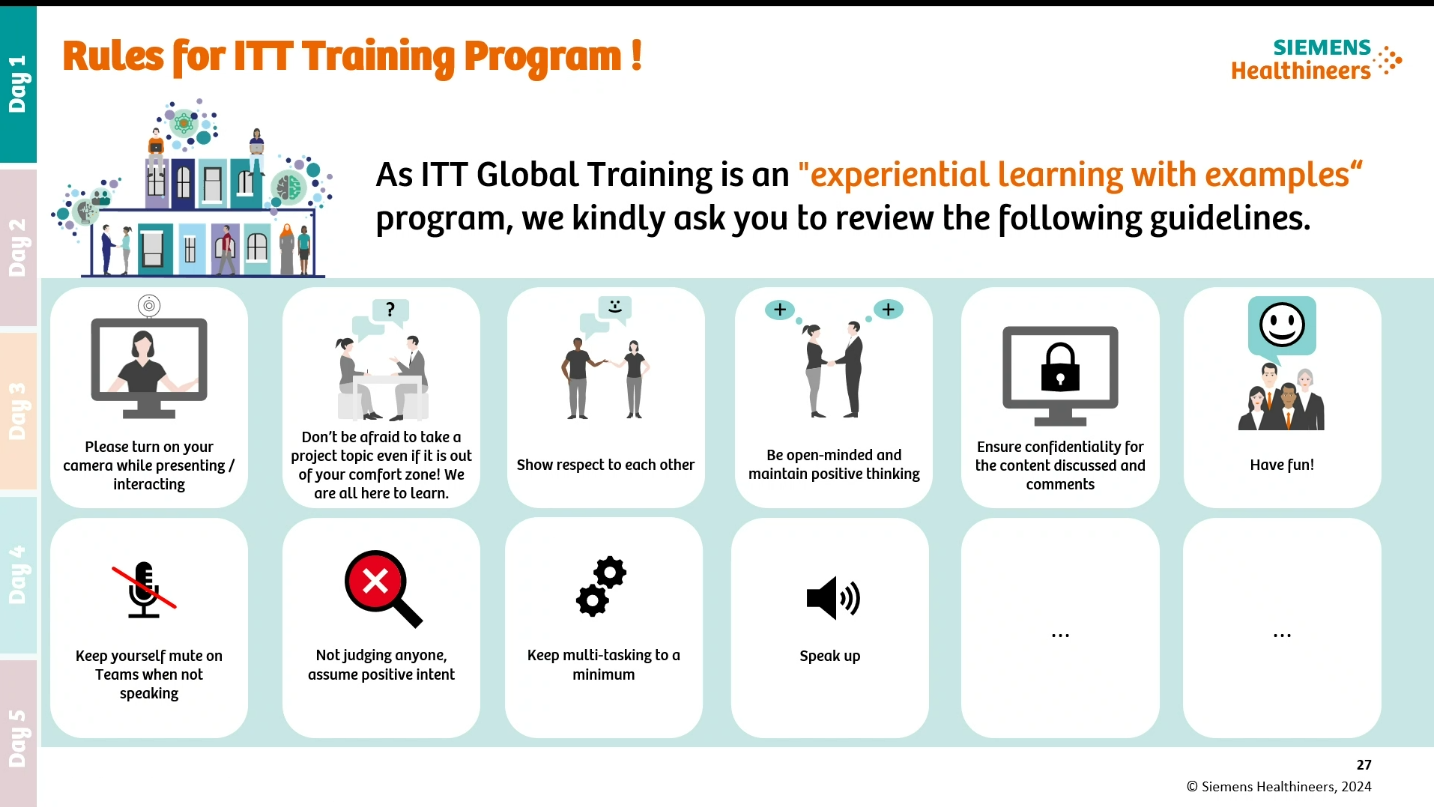 Day 1
Day 2
Day 3
Day 4
Day 5
Rules for ITT Training Program !
SIEMENS
Healthineers
As ITT Global Training is an "experiential learning with examples“
program, we kindly ask you to review the following guidelines.
?
+
+
Please turn on your
camera while presenting /
interacting
Don't be afraid to take a
project topic even if it is out
of your comfort zone! We
are all here to learn.
Show respect to each other
Be open-minded and
maintain positive thinking
Ensure confidentiality for
the content discussed and
comments
Have fun!
Keep yourself mute on
Teams when not
speaking
Not judging anyone,
assume positive intent
Keep multi-tasking to a
minimum
Speak up
...
...
27
© Siemens Healthineers, 2024